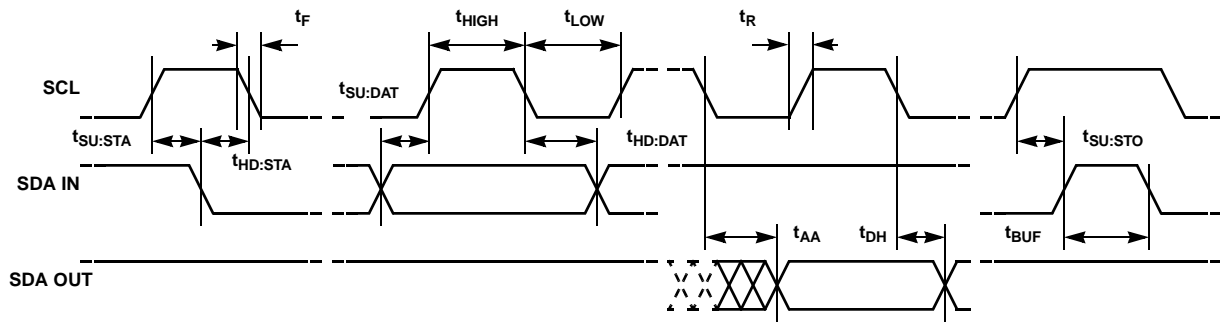 tF
tHIGH
tLOW
tR
SCL
tSU:DAT
tSU:STA
tHD:STA
tHD:DAT
tSU:STO
SDA IN
tAA
tDH
tBUF
SDA OUT